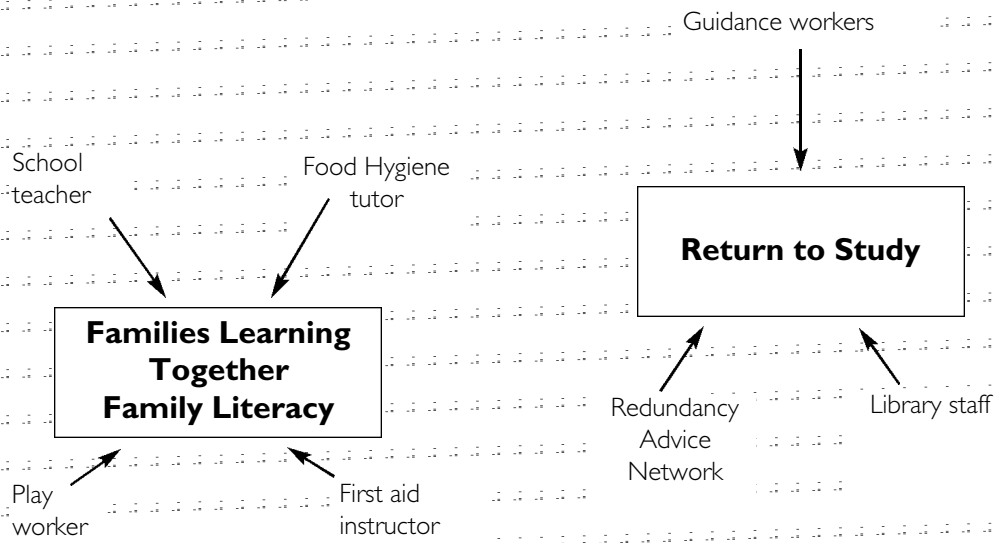 Guidance workers
School
teacher
Food Hygiene
tutor
Return to Study
Families Learning
Together
Family Literacy
Redundancy
Advice
Network
Library staff
Play
worker
First aid
instructor